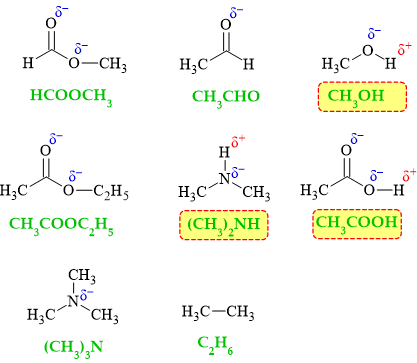 δ− δ− δ−
O δ− O δ− δ+
H O—CH₃ H₃C H H₃C O H
HCOOCH₃ CH₃CHO CH₃OH
δ− δ+ δ−
O δ− H O δ− δ+
H₃C O—C₂H₅ N δ− H₃C O—H
H₃C CH₃
CH₃COOC₂H₅ (CH₃)₂NH CH₃COOH
CH₃
N δ−
H₃C CH₃ H₃C—CH₃
(CH₃)₃N C₂H₆